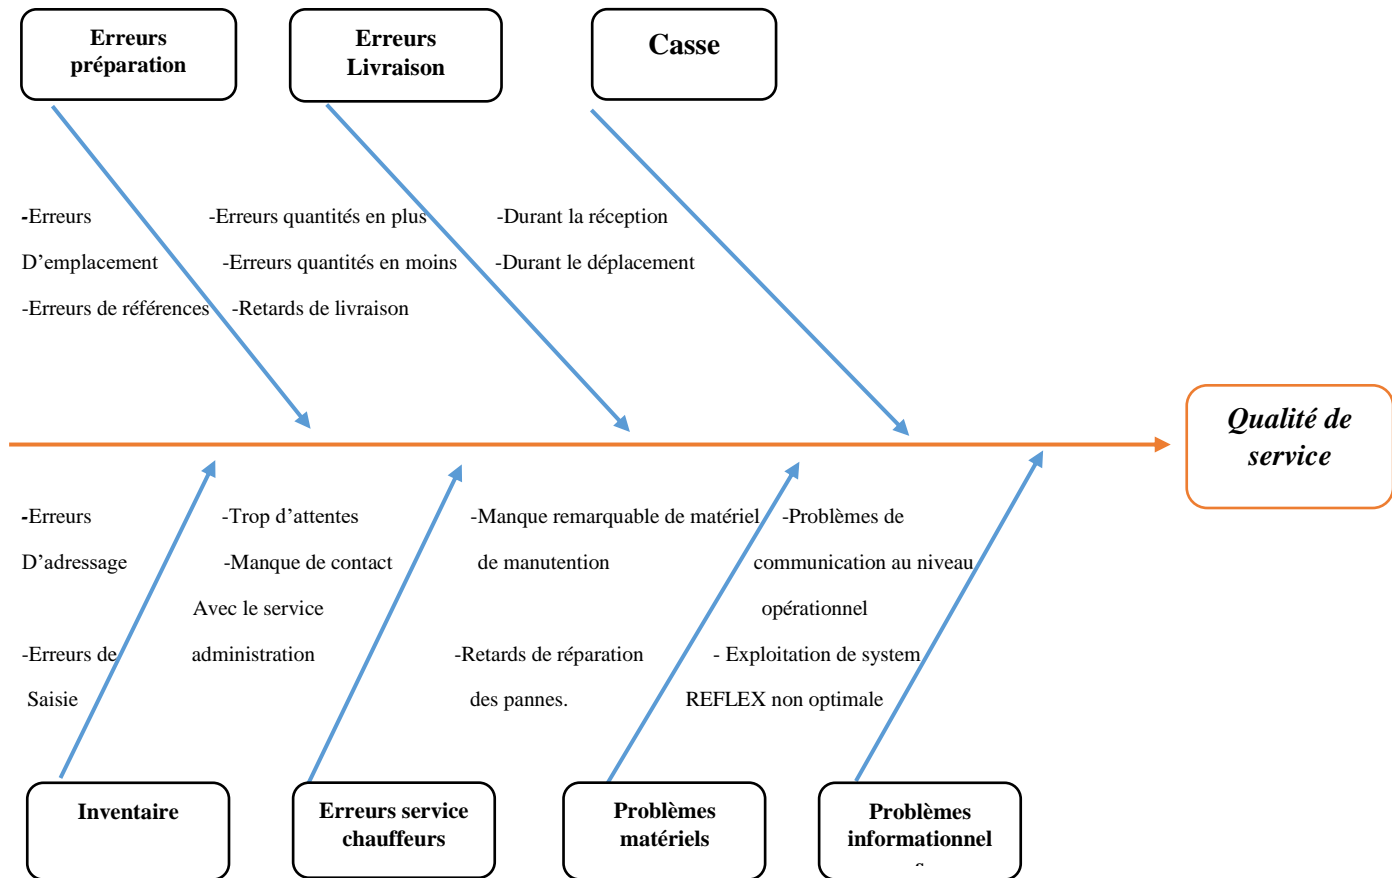 Erreurs
préparation
Erreurs
Livraison
Casse
-Erreurs
D’emplacement
-Erreurs de références
-Erreurs quantités en plus
-Erreurs quantités en moins
-Retards de livraison
-Durant la réception
-Durant le déplacement
Qualité de
service
-Erreurs
D’adressage
-Erreurs de
Saisie
-Trop d’attentes
-Manque de contact
Avec le service
administration
-Manque remarquable de matériel
de manutention
-Retards de réparation
des pannes.
-Problèmes de
communication au niveau
opérationnel
- Exploitation de system
REFLEX non optimale
Inventaire
Erreurs service
chauffeurs
Problèmes
matériels
Problèmes
informationnel
s